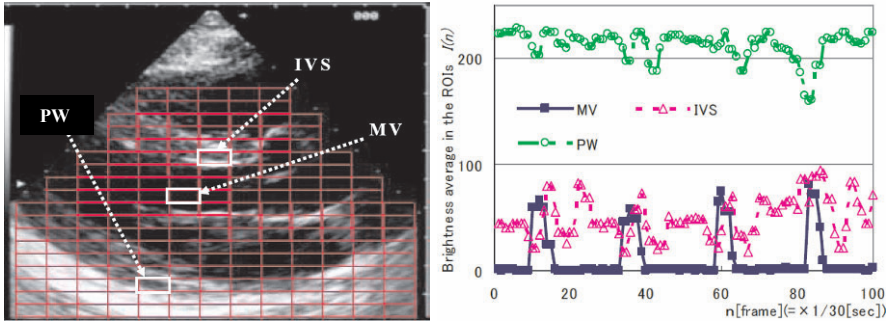 IVS
PW
MV
Brightness average in the ROIs I(n)
200
100
0
MV
IVS
PW
0
20
40
60
80
100
n[frame](=×1/30[sec])